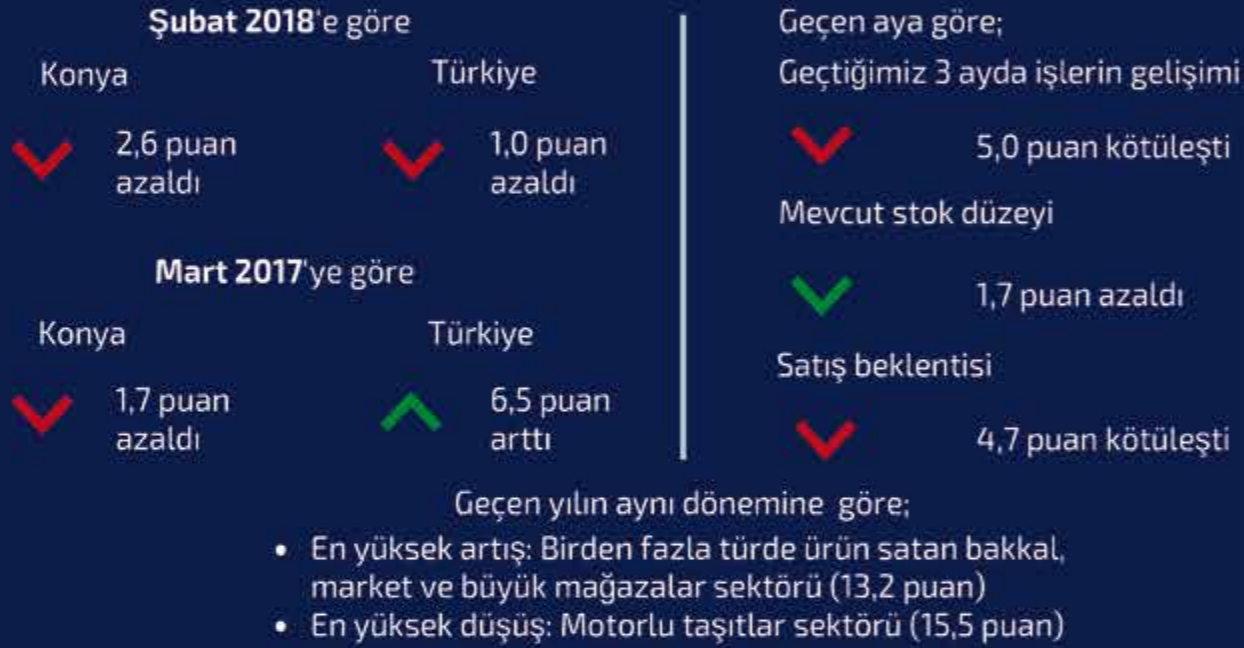 Şubat 2018'e göre
Konya
Türkiye
2,6 puan
azaldı
1,0 puan
azaldı
Mart 2017'ye göre
Konya
Türkiye
1,7 puan
azaldı
6,5 puan
arttı
Geçen aya göre;
Geçtiğimiz 3 ayda işlerin gelişimi
5,0 puan kötüleşti
Mevcut stok düzeyi
1,7 puan azaldı
Satış beklentisi
4,7 puan kötüleşti
Geçen yılın aynı dönemine göre;
• En yüksek artış: Birden fazla türde ürün satan bakkal,
market ve büyük mağazalar sektörü (13,2 puan)
• En yüksek düşüş: Motorlu taşıtlar sektörü (15,5 puan)